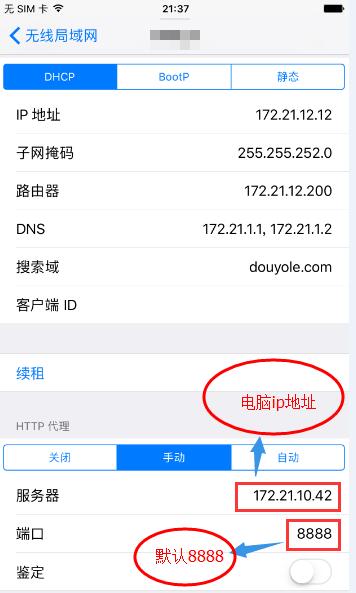 无 SIM 卡 21:37
无线局域网
DHCP BootP 静态
IP 地址 172.21.12.12
子网掩码 255.255.252.0
路由器 172.21.12.200
DNS 172.21.1.1, 172.21.1.2
搜索域 douyole.com
客户端 ID
续租
电脑ip地址
HTTP 代理
关闭 手动 自动
服务器 172.21.10.42
端口 8888
默认8888
鉴定